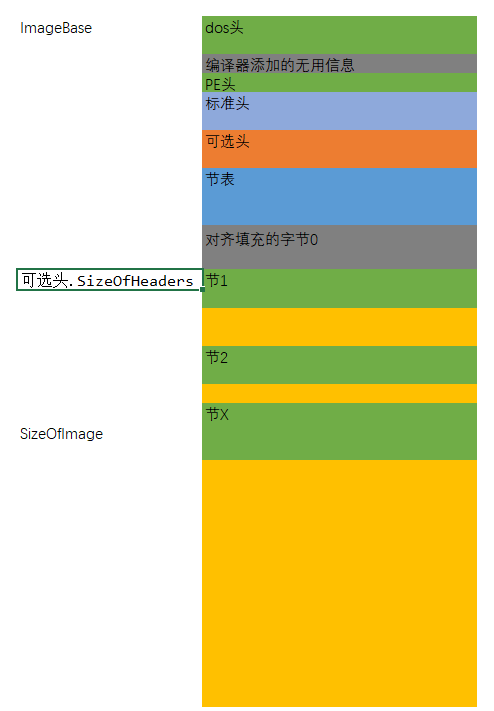 ImageBase
dos头
编译器添加的无用信息
PE头
标准头
可选头
节表
对齐填充的字节0
可选头.SizeOfHeaders
节1
节2
节X
SizeOfImage